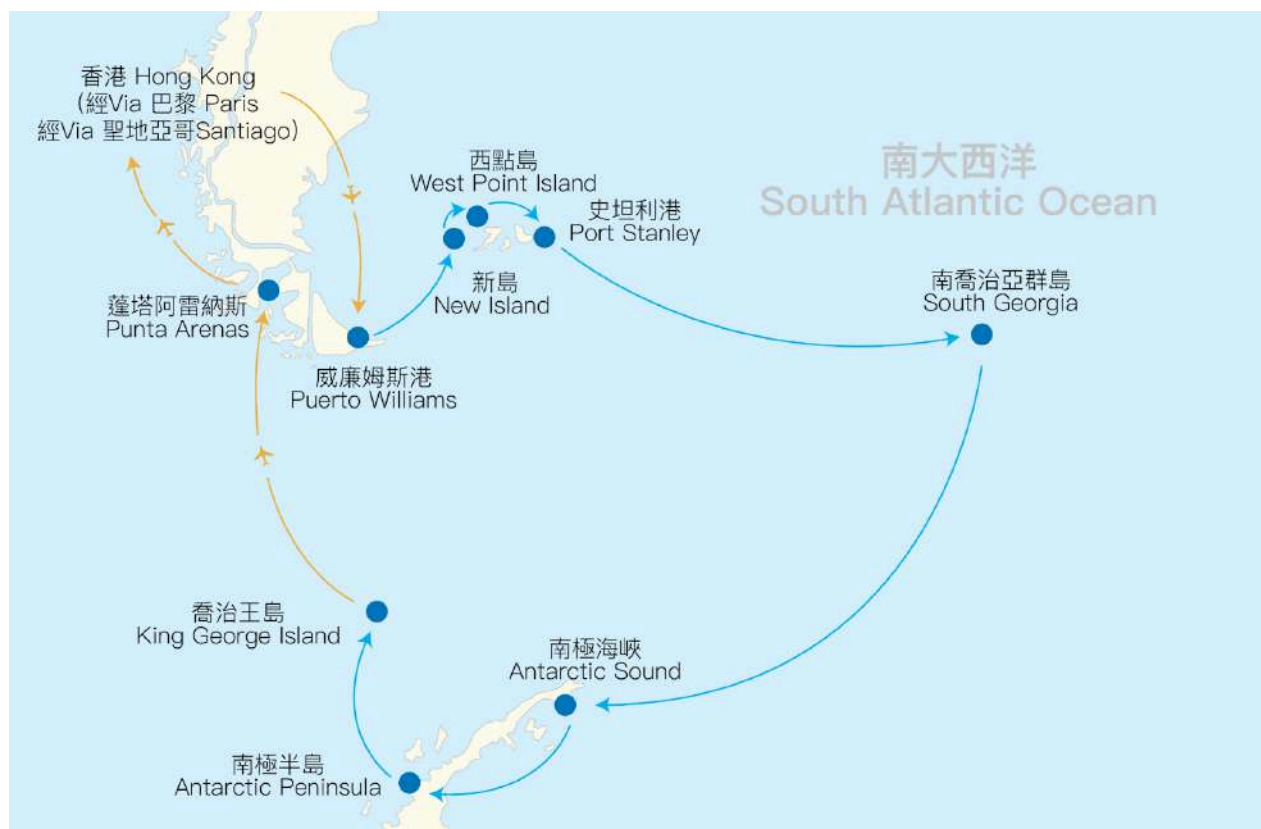 香港 Hong Kong
（經Via 巴黎 Paris
經Via 聖地亞哥Santiago）
西點島
West Point Island
南大西洋
South Atlantic Ocean
史坦利港
Port Stanley
新島
New Island
南喬治亞群島
South Georgia
蓬塔阿雷納斯
Punta Arenas
威廉姆斯港
Puerto Williams
喬治王島
King George Island
南極海峽
Antarctic Sound
南極半島
Antarctic Peninsula